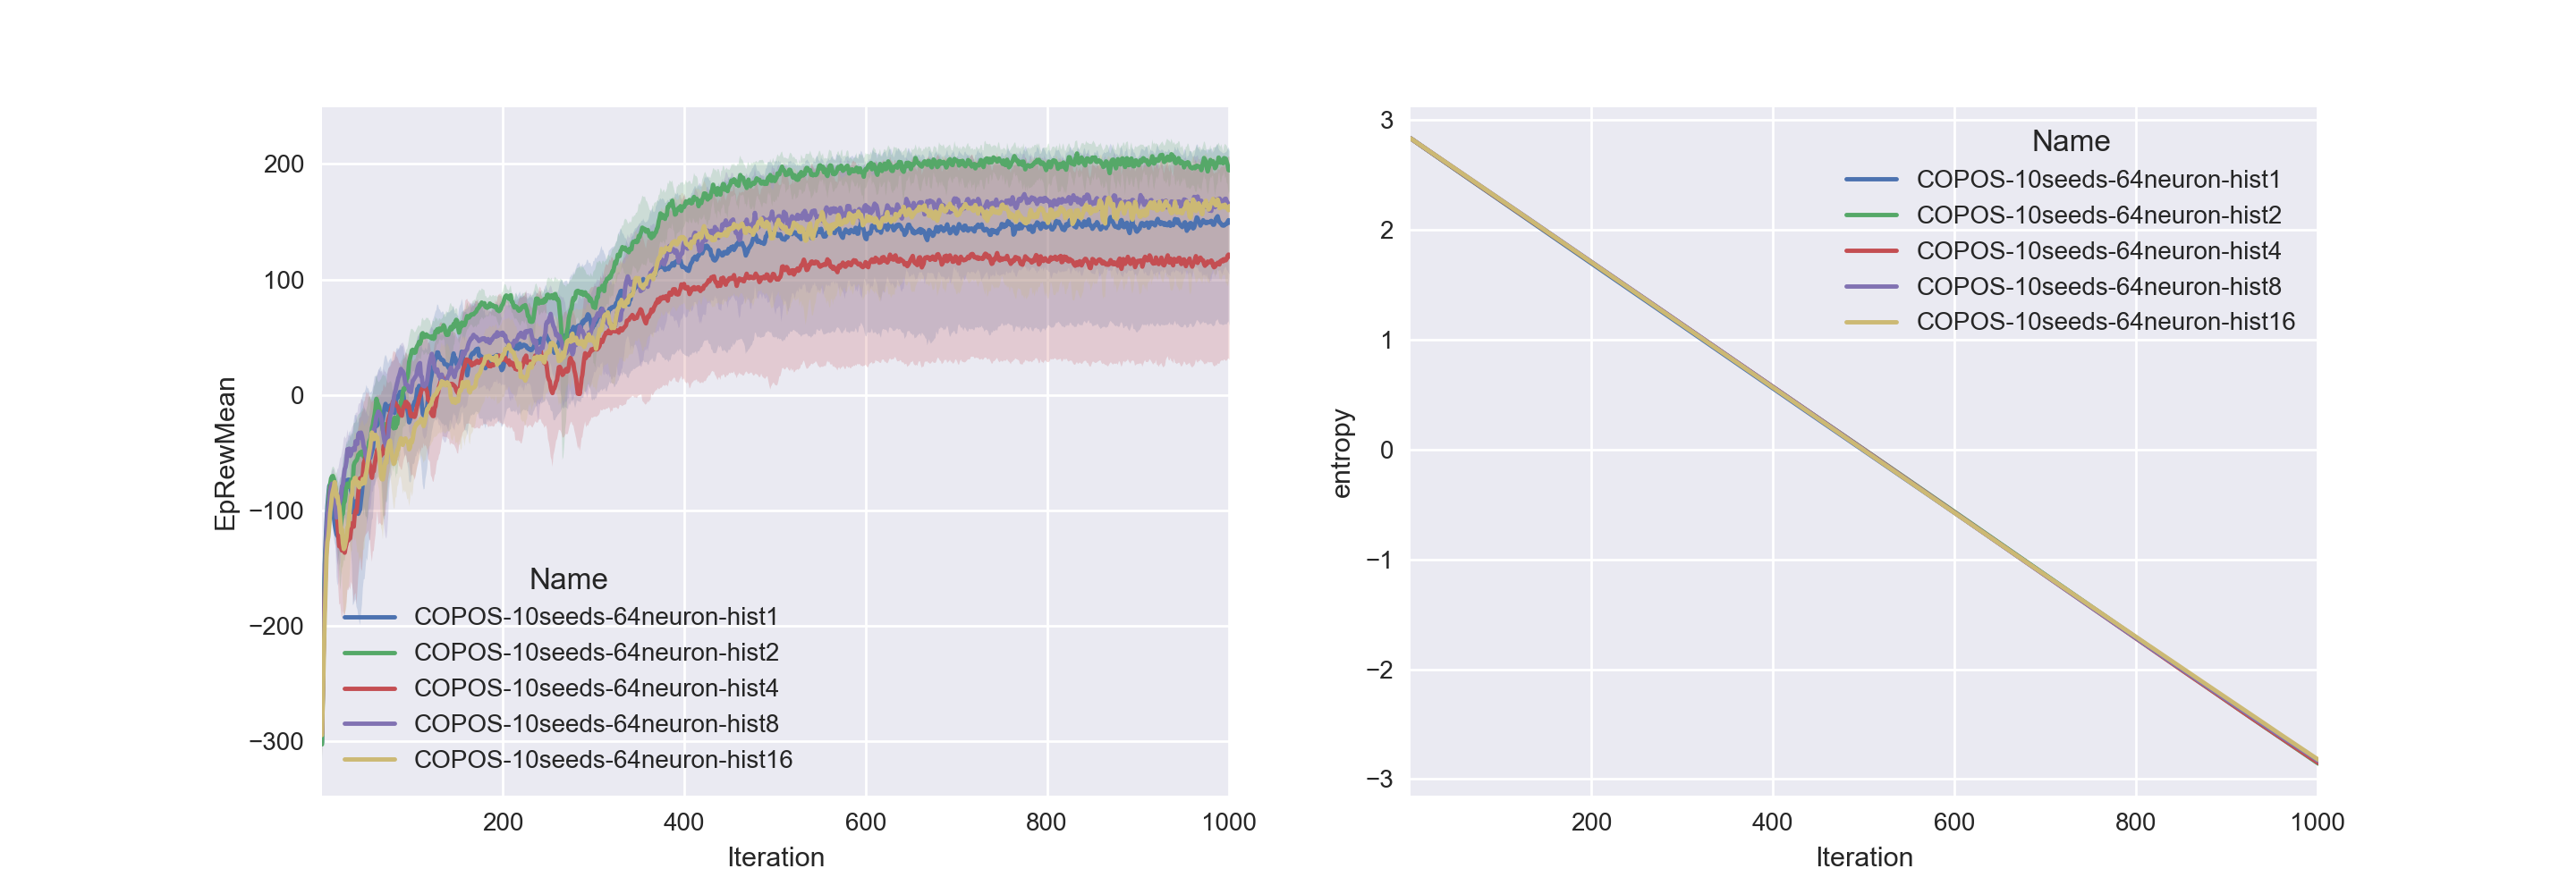 200
100
0
−100
−200
−300
EpRewMean
Name
COPOS-10seeds-64neuron-hist1
COPOS-10seeds-64neuron-hist2
COPOS-10seeds-64neuron-hist4
COPOS-10seeds-64neuron-hist8
COPOS-10seeds-64neuron-hist16
200 400 600 800 1000
Iteration
3
2
1
0
−1
−2
−3
entropy
Name
COPOS-10seeds-64neuron-hist1
COPOS-10seeds-64neuron-hist2
COPOS-10seeds-64neuron-hist4
COPOS-10seeds-64neuron-hist8
COPOS-10seeds-64neuron-hist16
200 400 600 800 1000
Iteration